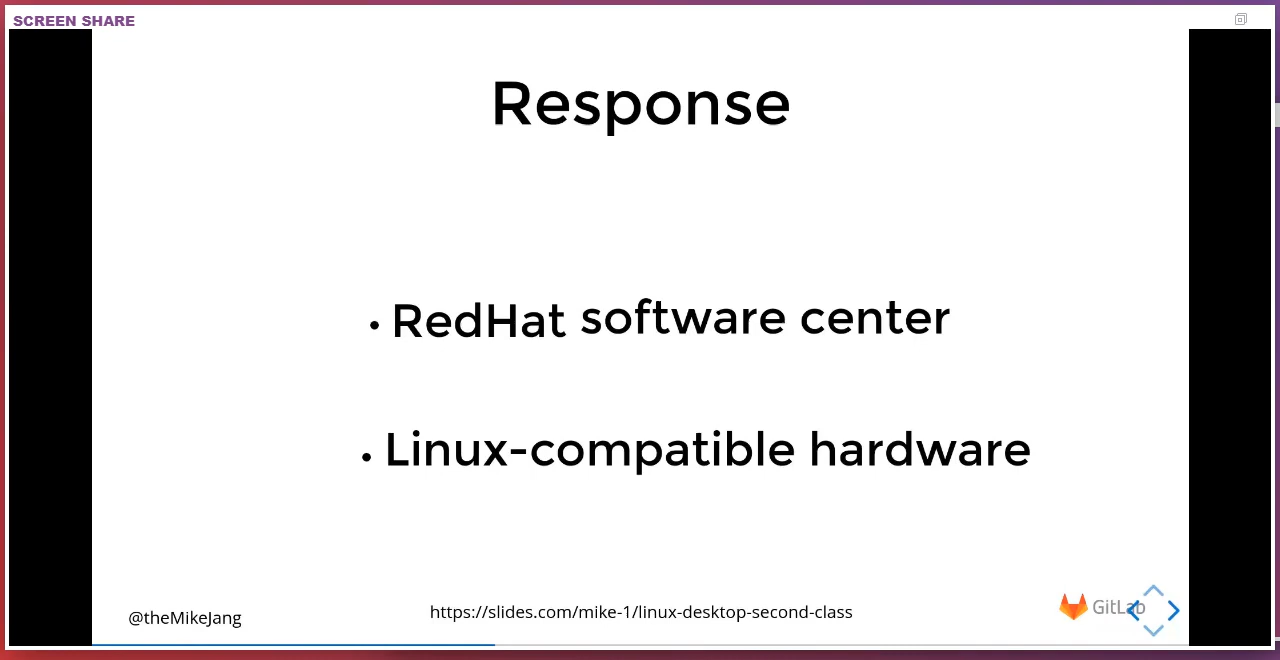 SCREEN SHARE
Response
• RedHat software center
• Linux-compatible hardware
@theMikeJang
https://slides.com/mike-1/linux-desktop-second-class
GitLab